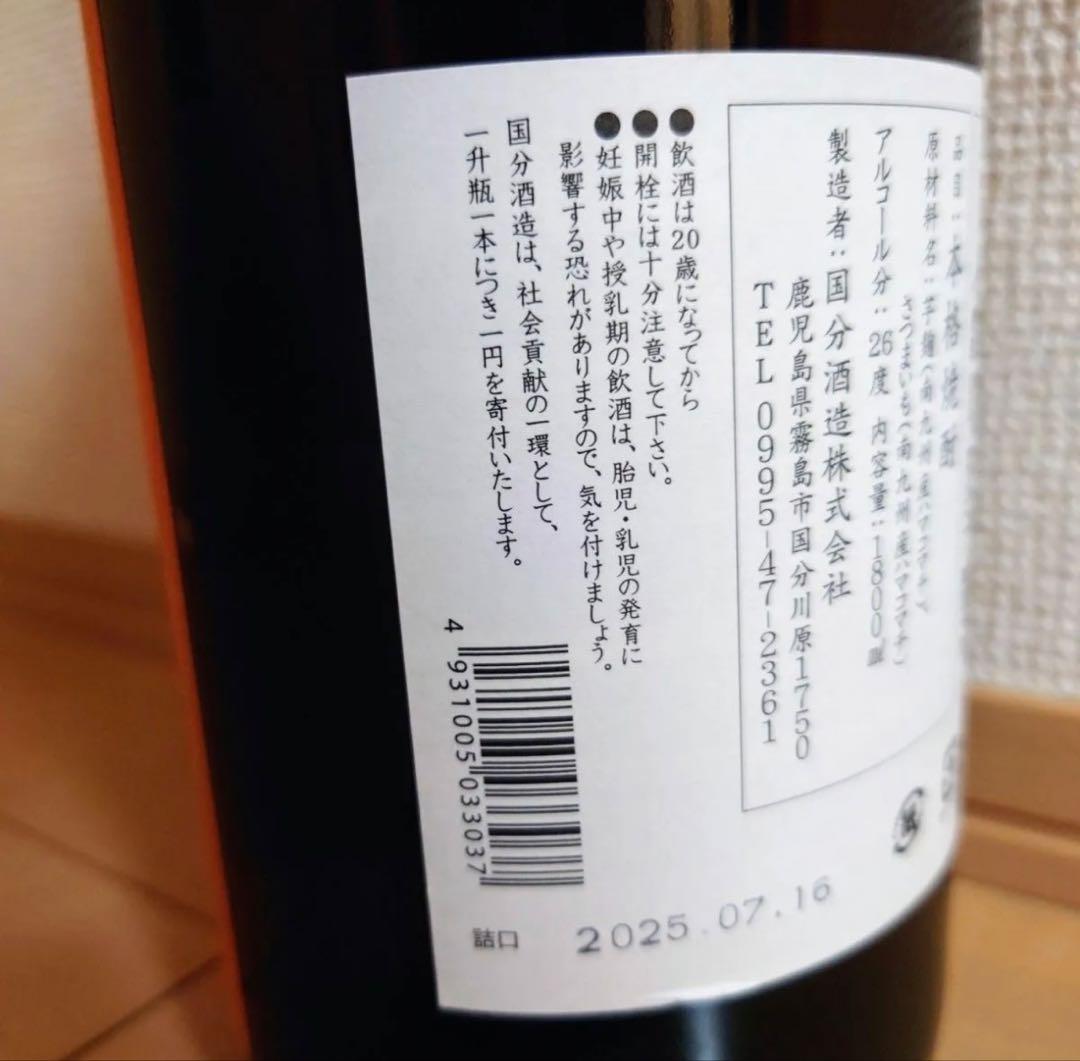 品目：本格焼酎
原材料名：芋麹（南九州産ハマコマチ）
さつまいも（南九州産ハマコマチ）
アルコール分：26度　内容量：1800㎖
製造者：国分酒造株式会社
鹿児島県霧島市国分川原1750
TEL 0995-47-2361
●飲酒は20歳になってから
●開栓には十分注意して下さい。
●妊娠中や授乳期の飲酒は、胎児・乳児の発育に
影響する恐れがありますので、気を付けましょう。
国分酒造は、社会貢献の一環として、
一升瓶一本につき一円を寄付いたします。
4 931005 033037
詰口 2025.07.16